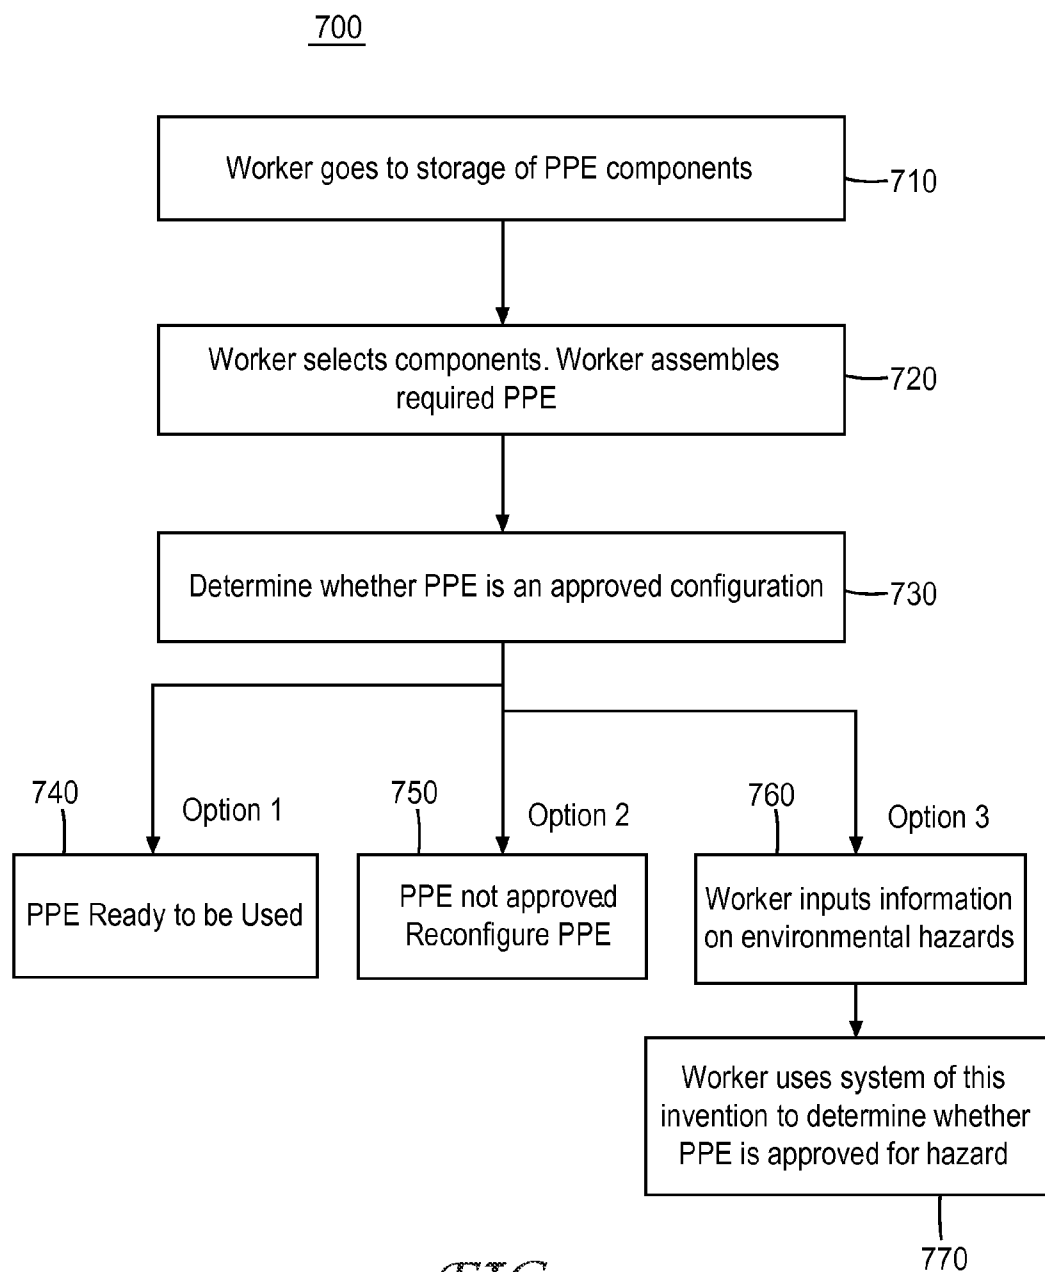 700
Worker goes to storage of PPE components
710
Worker selects components. Worker assembles
required PPE
720
Determine whether PPE is an approved configuration
730
740
Option 1
750
Option 2
760
Option 3
PPE Ready to be Used
PPE not approved
Reconfigure PPE
Worker inputs information
on environmental hazards
Worker uses system of this
invention to determine whether
PPE is approved for hazard
770